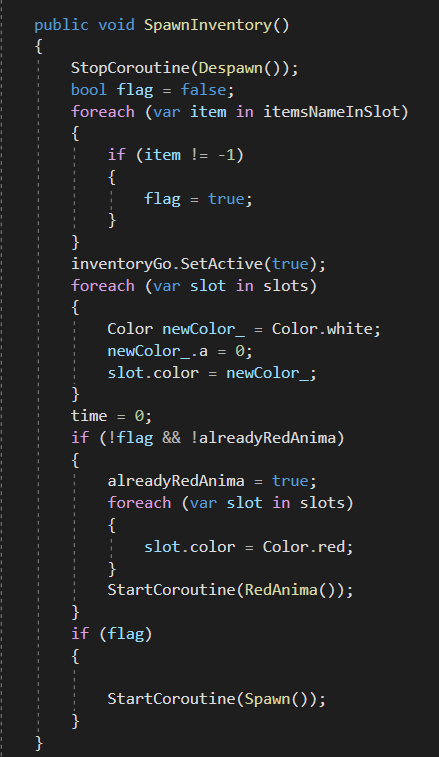 public void SpawnInventory()
{
    StopCoroutine(Despawn());
    bool flag = false;
    foreach (var item in itemsNameInSlot)
    {
        if (item != -1)
        {
            flag = true;
        }
    }
    inventoryGo.SetActive(true);
    foreach (var slot in slots)
    {
        Color newColor_ = Color.white;
        newColor_.a = 0;
        slot.color = newColor_;
    }
    time = 0;
    if (!flag && !alreadyRedAnima)
    {
        alreadyRedAnima = true;
        foreach (var slot in slots)
        {
            slot.color = Color.red;
        }
        StartCoroutine(RedAnima());
    }
    if (flag)
    {

        StartCoroutine(Spawn());
    }
}